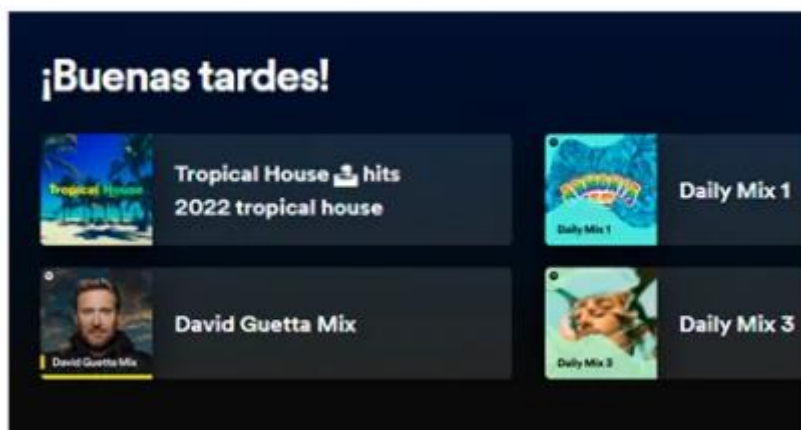 ¡Buenas tardes!
Tropical House
Tropical House 🏝 hits
2022 tropical house
Daily Mix 1
Daily Mix 1
David Guetta Mix
David Guetta Mix
Daily Mix 3
Daily Mix 3